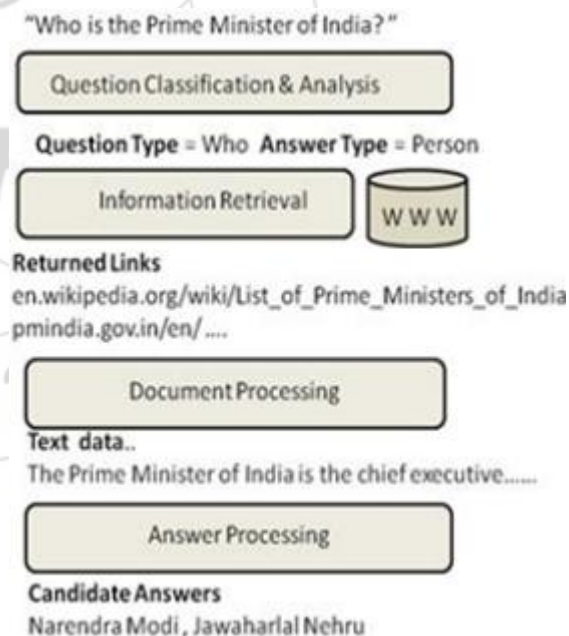 "Who is the Prime Minister of India?"
Question Classification & Analysis
Question Type = Who Answer Type = Person
Information Retrieval
W W W
Returned Links
en.wikipedia.org/wiki/List_of_Prime_Ministers_of_India
pmindia.gov.in/en/....
Document Processing
Text data..
The Prime Minister of India is the chief executive......
Answer Processing
Candidate Answers
Narendra Modi, Jawaharlal Nehru